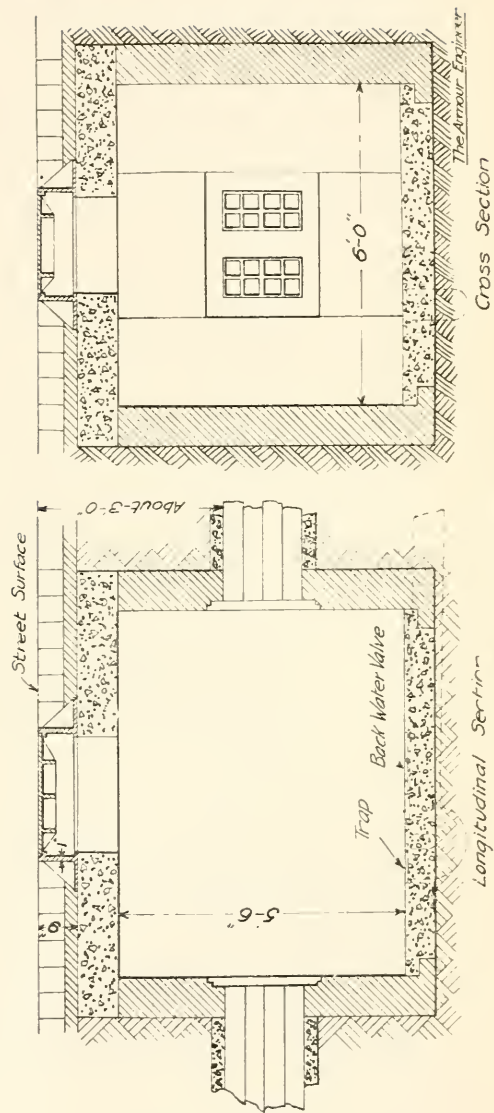 Street Surface
About-3'-0"
9"
1"
5'-6"
Trap
Back Water Valve
Longitudinal Section
6'-0"
The Armour Engineer
Cross Section